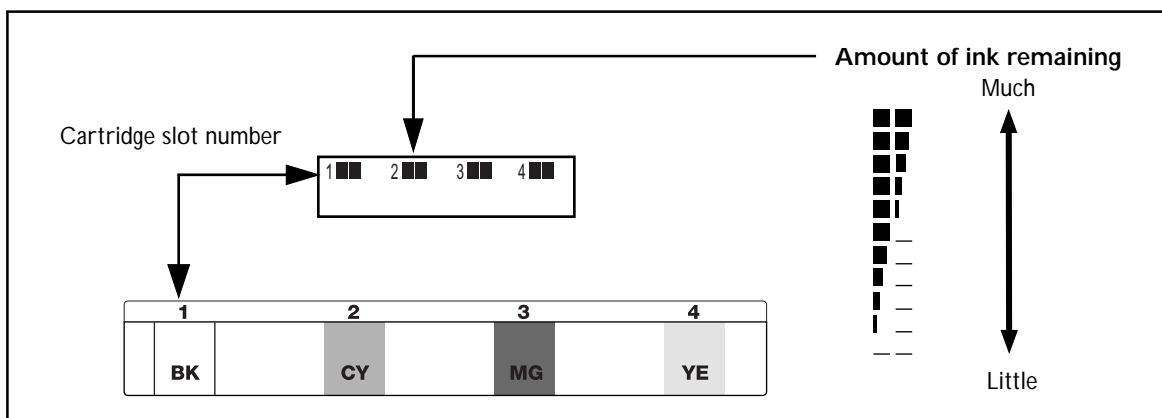 Amount of ink remaining
Much
Cartridge slot number
1 2 3 4
1 2 3 4
BK CY MG YE
Little